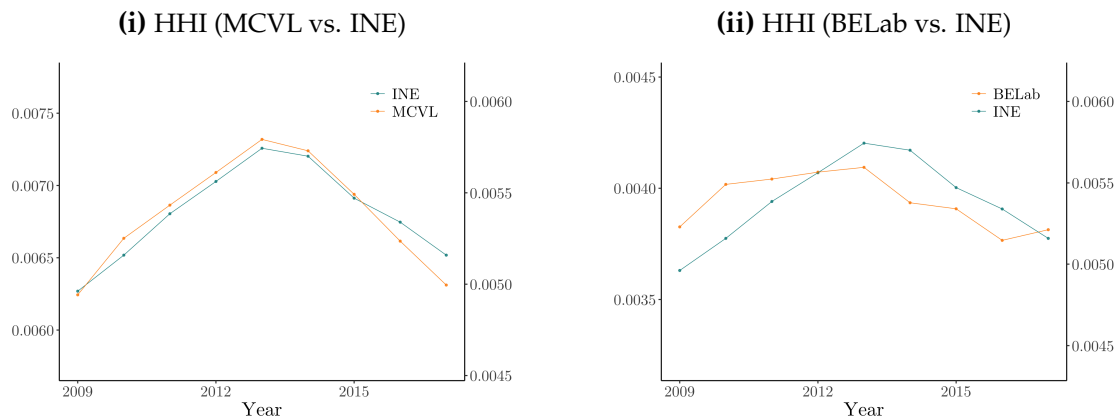 (i) HHI (MCVL vs. INE)
0.0075
0.0070
0.0065
0.0060
INE
MCVL
0.0060
0.0055
0.0050
0.0045
2009 2012 2015
Year
(ii) HHI (BELab vs. INE)
0.0045
0.0040
0.0035
BELab
INE
0.0060
0.0055
0.0050
0.0045
2009 2012 2015
Year